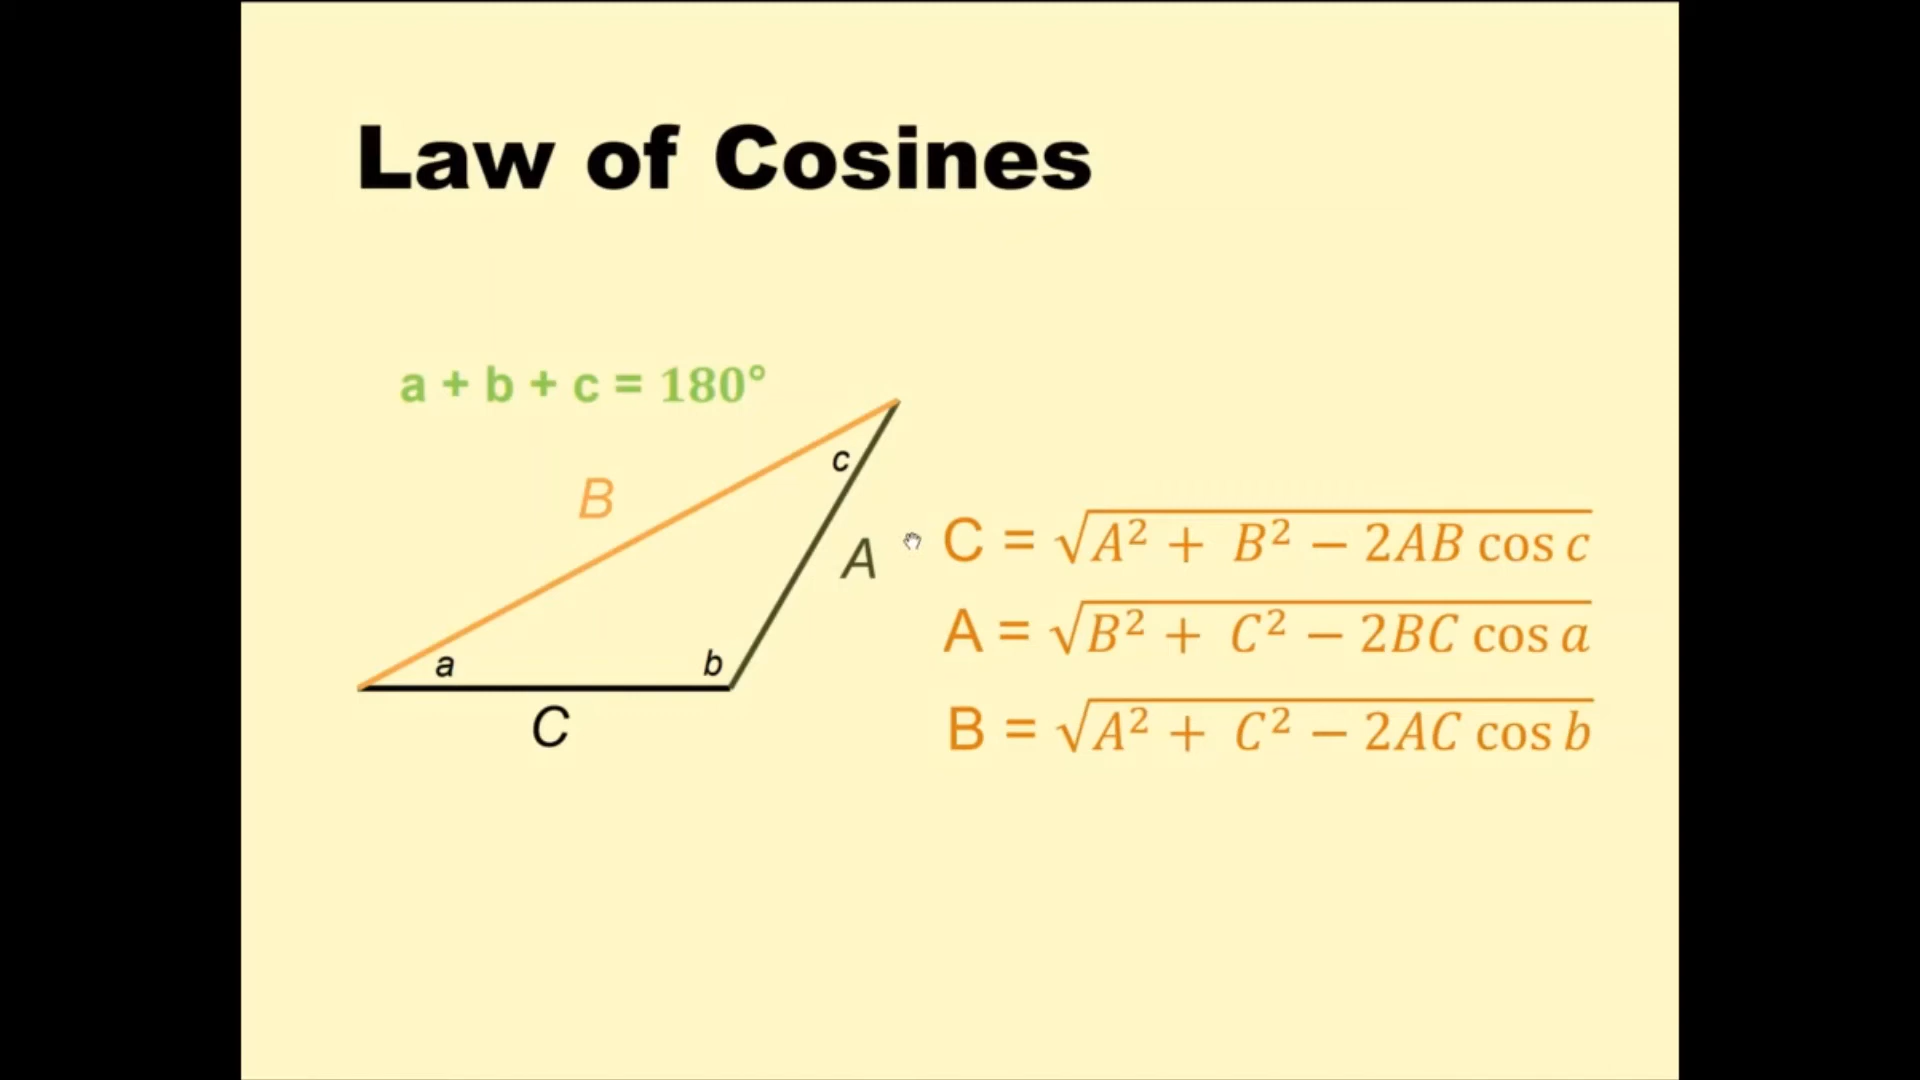 Law of Cosines
a + b + c = 180°
c
B
C = √A² + B² − 2AB cos c
A
A = √B² + C² − 2BC cos a
a
b
C
B = √A² + C² − 2AC cos b